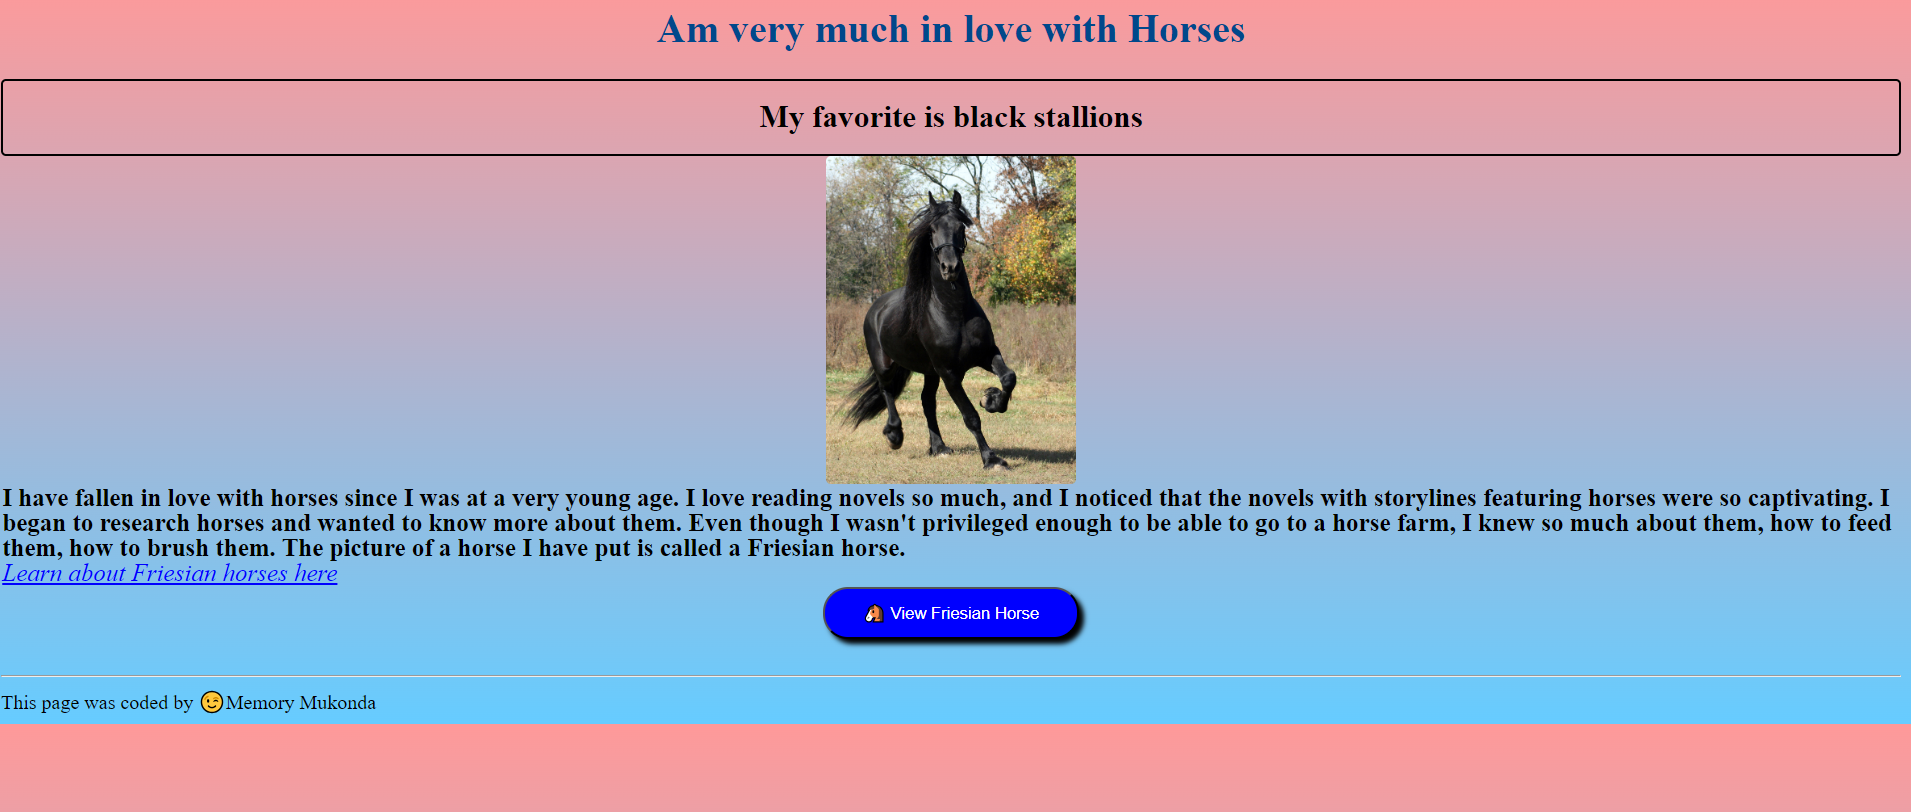 Am very much in love with Horses
My favorite is black stallions
I have fallen in love with horses since I was at a very young age. I love reading novels so much, and I noticed that the novels with storylines featuring horses were so captivating. I
began to research horses and wanted to know more about them. Even though I wasn't privileged enough to be able to go to a horse farm, I knew so much about them, how to feed
them, how to brush them. The picture of a horse I have put is called a Friesian horse.
Learn about Friesian horses here
🐴 View Friesian Horse
This page was coded by 😉Memory Mukonda